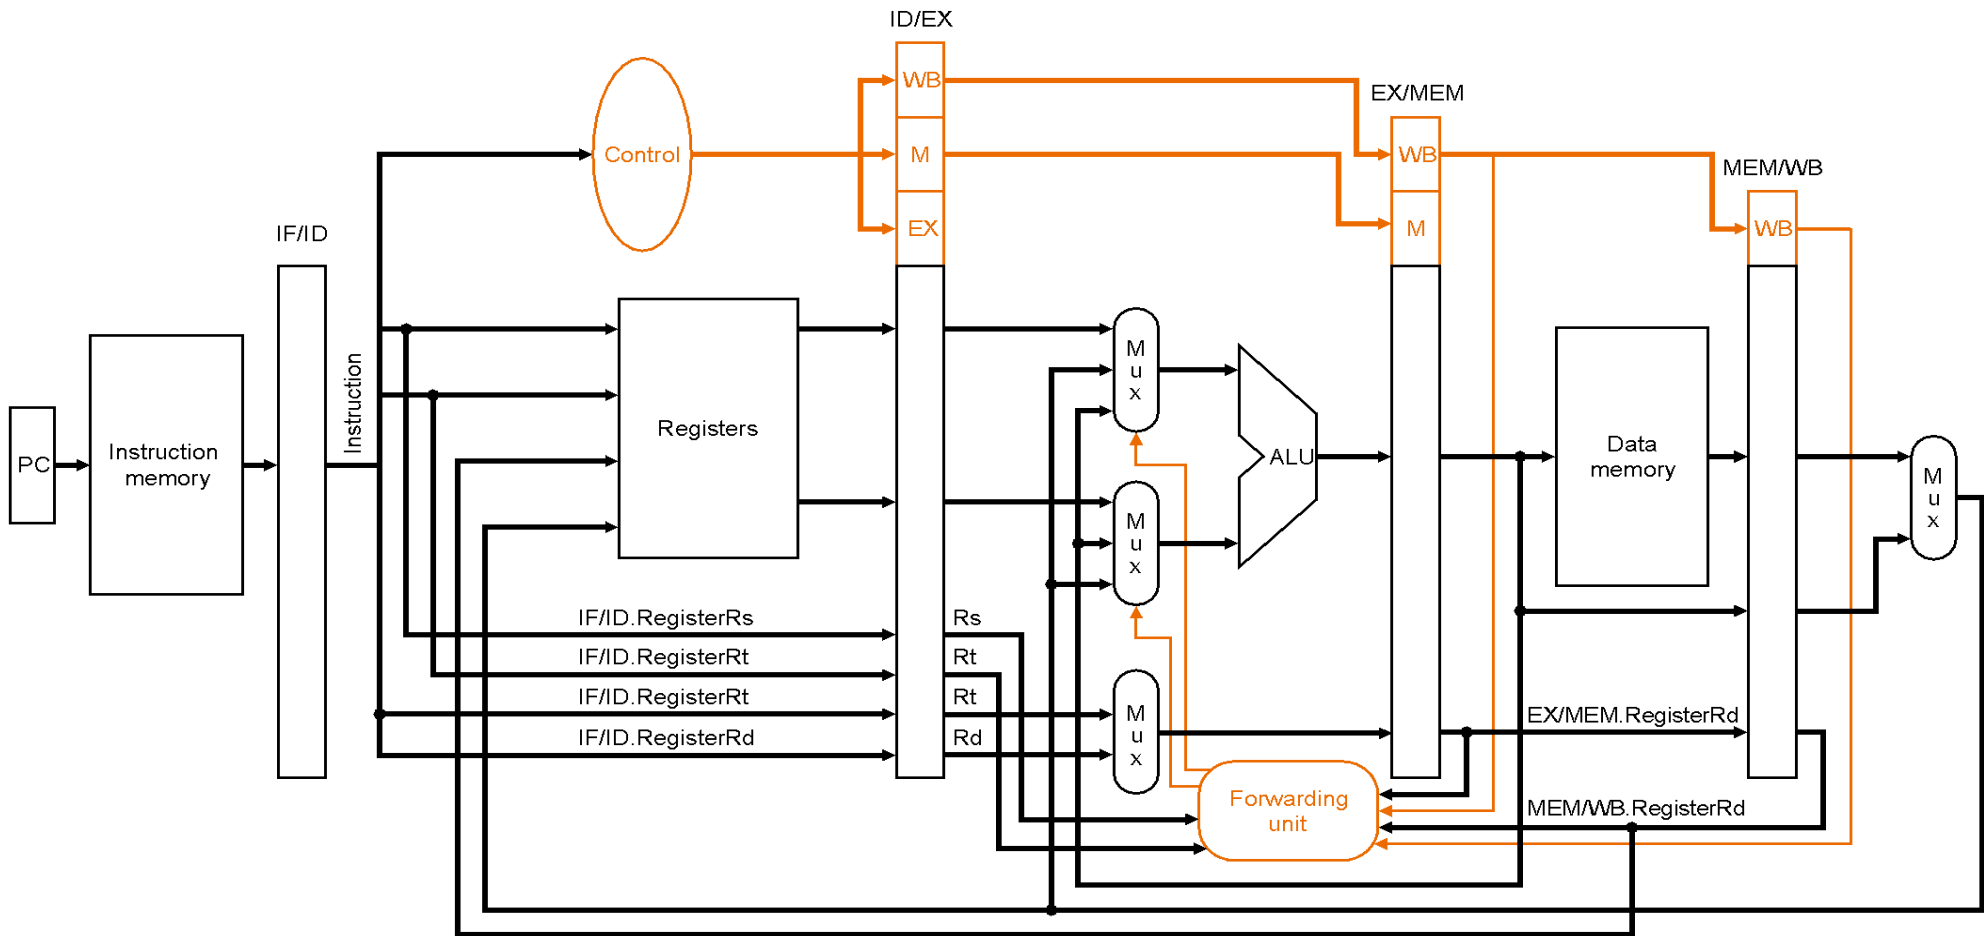 ID/EX
WB
EX/MEM
Control
M
WB
MEM/WB
IF/ID
EX
M
WB
PC
Instruction
memory
Instruction
Registers
M
u
x
M
u
x
ALU
Data
memory
M
u
x
IF/ID.RegisterRs
Rs
IF/ID.RegisterRt
Rt
IF/ID.RegisterRt
Rt
IF/ID.RegisterRd
Rd
M
u
x
EX/MEM.RegisterRd
Forwarding
unit
MEM/WB.RegisterRd